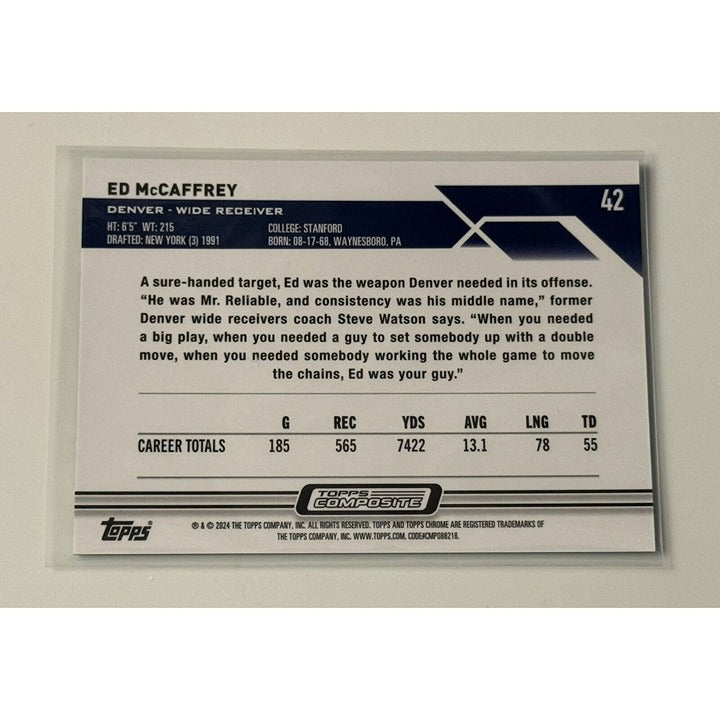 ED McCAFFREY
42
DENVER - WIDE RECEIVER
HT: 6'5" WT: 215 COLLEGE: STANFORD
DRAFTED: NEW YORK (3) 1991 BORN: 08-17-68, WAYNESBORO, PA
A sure-handed target, Ed was the weapon Denver needed in its offense.
“He was Mr. Reliable, and consistency was his middle name,” former
Denver wide receivers coach Steve Watson says. “When you needed
a big play, when you needed a guy to set somebody up with a double
move, when you needed somebody working the whole game to move
the chains, Ed was your guy.”
G REC YDS AVG LNG TD
CAREER TOTALS 185 565 7422 13.1 78 55
TOPPS
COMPOSITE
Topps
® & © 2024 THE TOPPS COMPANY, INC. ALL RIGHTS RESERVED. TOPPS AND TOPPS CHROME ARE REGISTERED TRADEMARKS OF
THE TOPPS COMPANY, INC. WWW.TOPPS.COM. CODE#CMP088218.